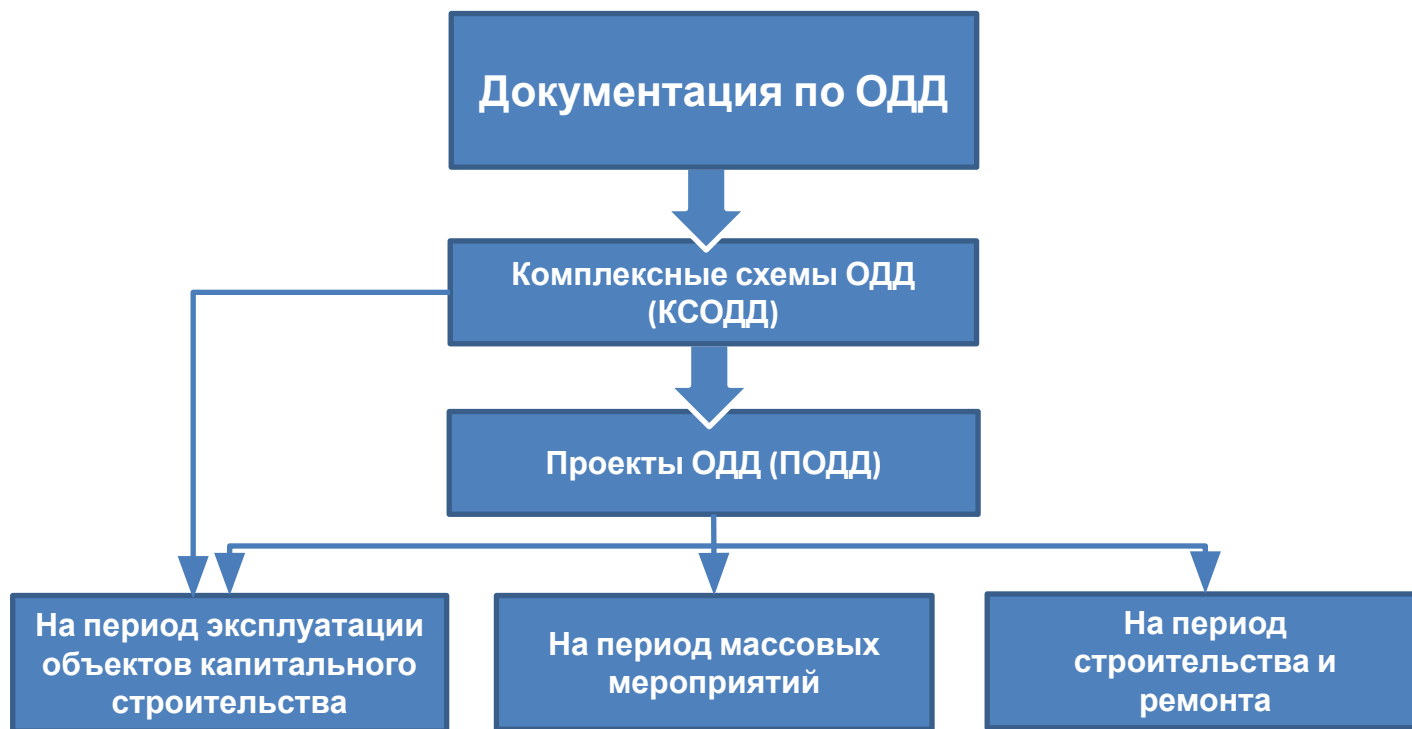 Документация по ОДД
Комплексные схемы ОДД
(КСОДД)
Проекты ОДД (ПОДД)
На период эксплуатации
объектов капитального
строительства
На период массовых
мероприятий
На период
строительства и
ремонта